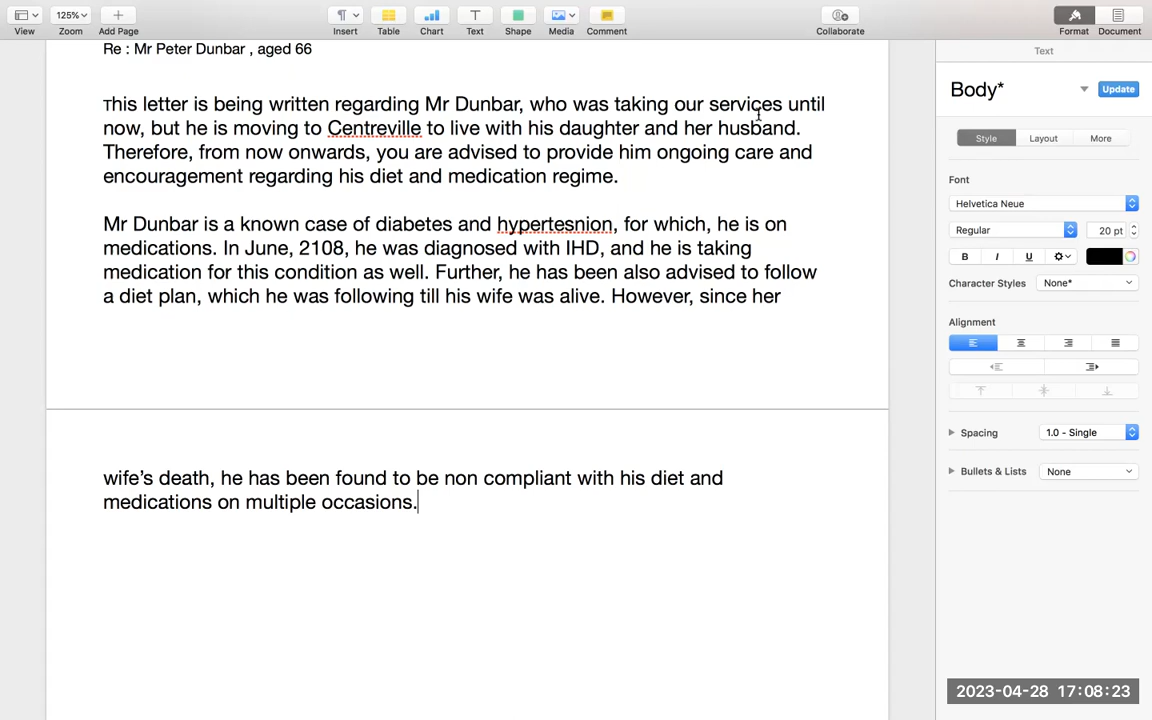 125%
View
Zoom
Add Page
Insert
Table
Chart
Text
Shape
Media
Comment
Collaborate
Format
Document
Re : Mr Peter Dunbar , aged 66
This letter is being written regarding Mr Dunbar, who was taking our services until
now, but he is moving to Centreville to live with his daughter and her husband.
Therefore, from now onwards, you are advised to provide him ongoing care and
encouragement regarding his diet and medication regime.
Mr Dunbar is a known case of diabetes and hypertesnion, for which, he is on
medications. In June, 2108, he was diagnosed with IHD, and he is taking
medication for this condition as well. Further, he has been also advised to follow
a diet plan, which he was following till his wife was alive. However, since her
wife’s death, he has been found to be non compliant with his diet and
medications on multiple occasions.
Text
Body*
Update
Style
Layout
More
Font
Helvetica Neue
Regular
20 pt
B
I
U
Character Styles
None*
Alignment
Spacing
1.0 - Single
Bullets & Lists
None
2023-04-28 17:08:23